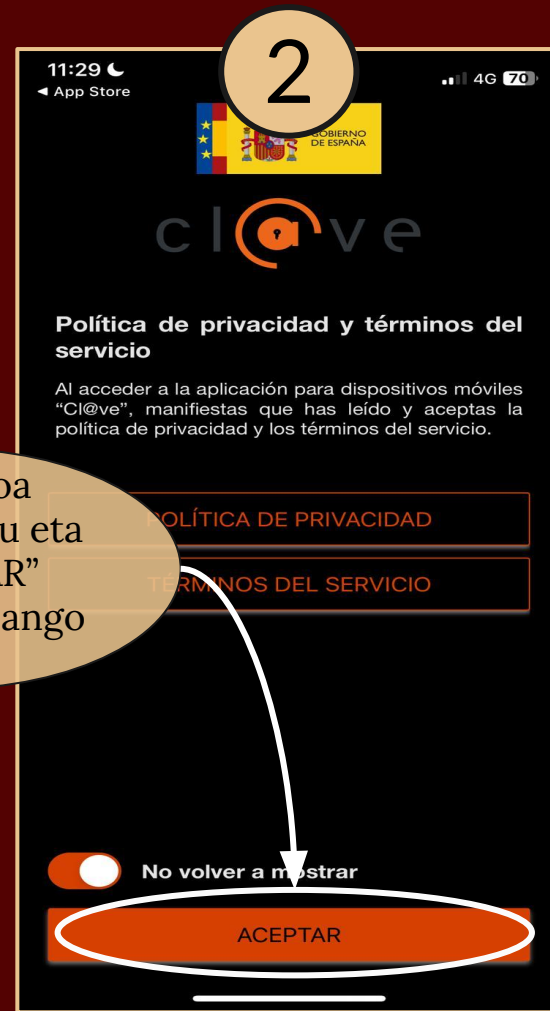 2
11:29
4G 70
App Store
GOBIERNO
DE ESPAÑA
cl@ve
Política de privacidad y términos del
servicio
Al acceder a la aplicación para dispositivos móviles
“Cl@ve”, manifiestas que has leído y aceptas la
política de privacidad y los términos del servicio.
POLÍTICA DE PRIVACIDAD
TÉRMINOS DEL SERVICIO
eta
No volver a mostrar
ACEPTAR